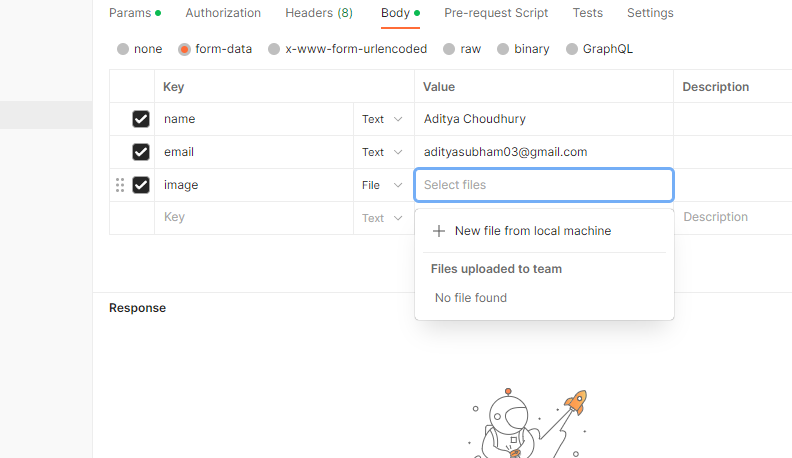 Params Authorization Headers (8) Body Pre-request Script Tests Settings
none form-data x-www-form-urlencoded raw binary GraphQL
Key Value Description
name Text Aditya Choudhury
email Text adityasubham03@gmail.com
image File Select files
Key Text Description
New file from local machine
Files uploaded to team
No file found
Response